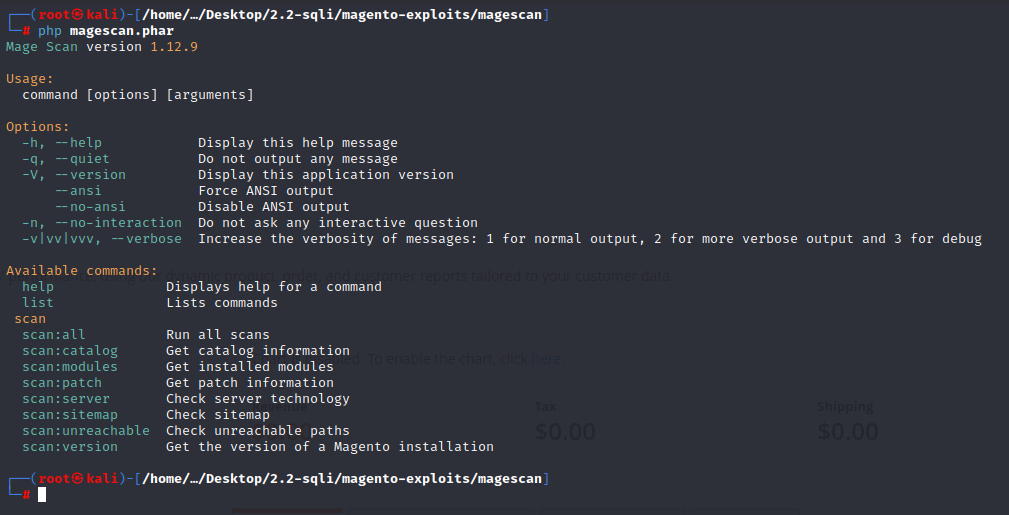 ┌──(root㉿kali)-[/home/…/Desktop/2.2-sqli/magento-exploits/magescan]
└─# php magescan.phar
Mage Scan version 1.12.9
Usage:
command [options] [arguments]
Options:
-h, --help Display this help message
-q, --quiet Do not output any message
-V, --version Display this application version
--ansi Force ANSI output
--no-ansi Disable ANSI output
-n, --no-interaction Do not ask any interactive question
-v|vv|vvv, --verbose Increase the verbosity of messages: 1 for normal output, 2 for more verbose output and 3 for debug
Available commands:
dynamic product, order, and customer reports tailored to your customer data.
help Displays help for a command
list Lists commands
scan
scan:all Run all scans
scan:catalog Get catalog information
To enable the chart, click here.
scan:modules Get installed modules
scan:patch Get patch information
scan:server Check server technology
Tax Shipping
scan:sitemap Check sitemap
scan:unreachable Check unreachable paths
$0.00 $0.00
scan:version Get the version of a Magento installation
┌──(root㉿kali)-[/home/…/Desktop/2.2-sqli/magento-exploits/magescan]
└─#